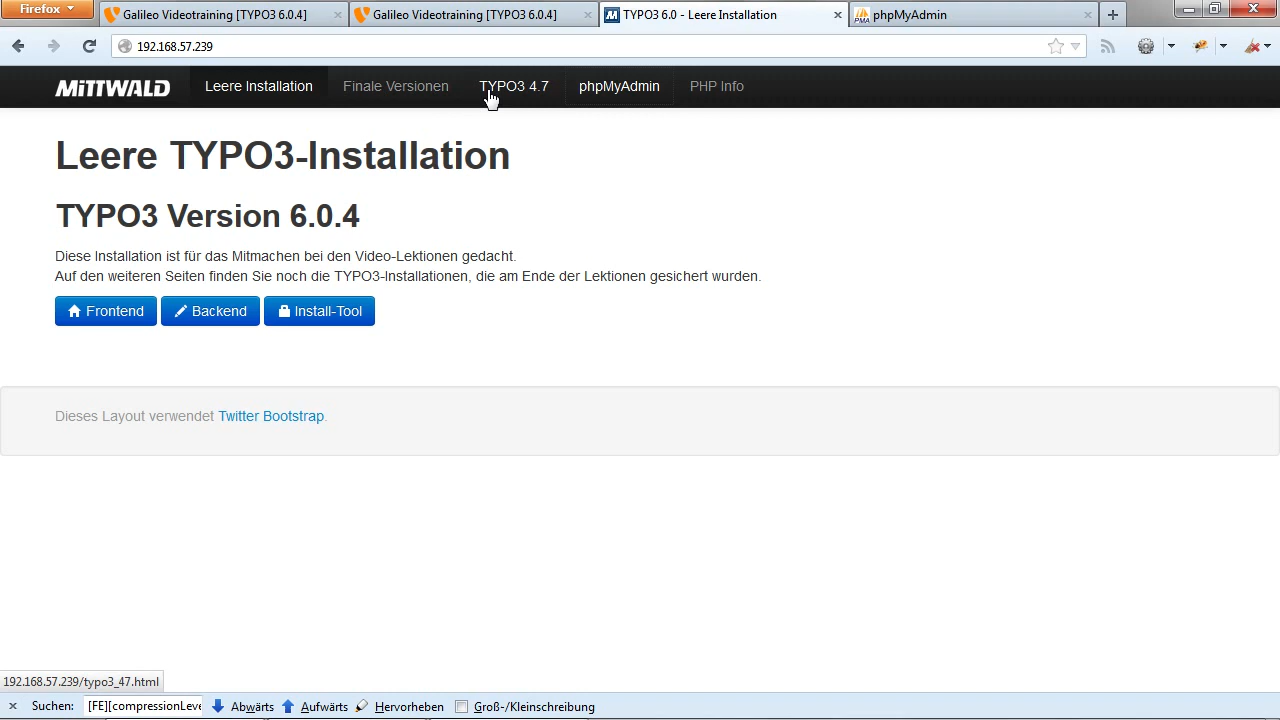 Firefox
Galileo Videotraining [TYPO3 6.0.4]
Galileo Videotraining [TYPO3 6.0.4]
TYPO3 6.0 - Leere Installation
phpMyAdmin
192.168.57.239
MITTWALD
Leere Installation
Finale Versionen
TYPO3 4.7
phpMyAdmin
PHP Info
Leere TYPO3-Installation
TYPO3 Version 6.0.4
Diese Installation ist für das Mitmachen bei den Video-Lektionen gedacht.
Auf den weiteren Seiten finden Sie noch die TYPO3-Installationen, die am Ende der Lektionen gesichert wurden.
Frontend
Backend
Install-Tool
Dieses Layout verwendet Twitter Bootstrap.
192.168.57.239/typo3_47.html
Suchen:
[FE][compressionLeve
Abwärts
Aufwärts
Hervorheben
Groß-/Kleinschreibung